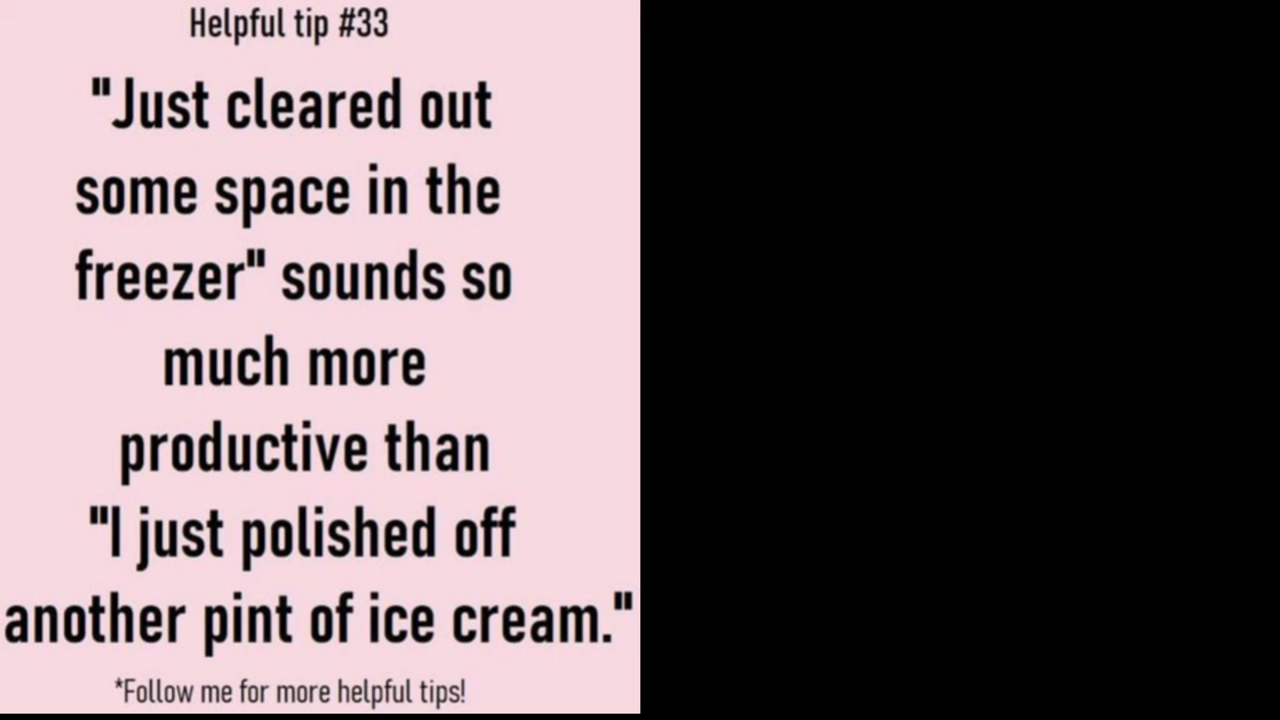 Helpful tip #33
"Just cleared out
some space in the
freezer" sounds so
much more
productive than
"I just polished off
another pint of ice cream."
*Follow me for more helpful tips!